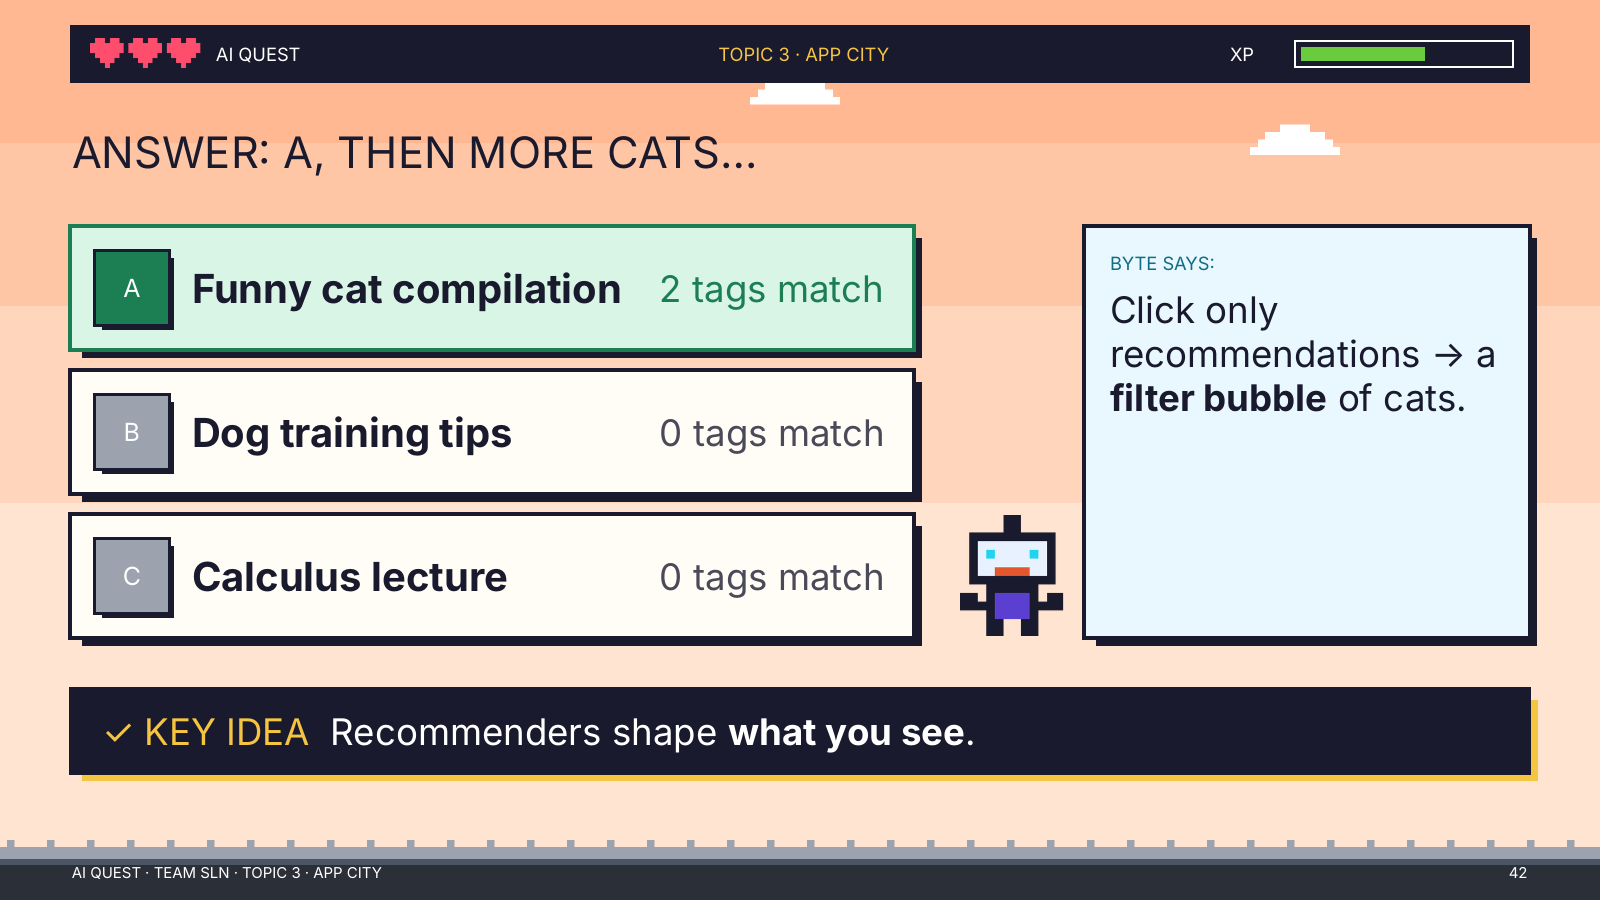 AI QUEST
TOPIC 3 · APP CITY
XP
ANSWER: A, THEN MORE CATS...
A
Funny cat compilation
2 tags match
B
Dog training tips
0 tags match
C
Calculus lecture
0 tags match
BYTE SAYS:
Click only
recommendations → a
filter bubble of cats.
✓ KEY IDEA Recommenders shape what you see.
AI QUEST · TEAM SLN · TOPIC 3 · APP CITY
42